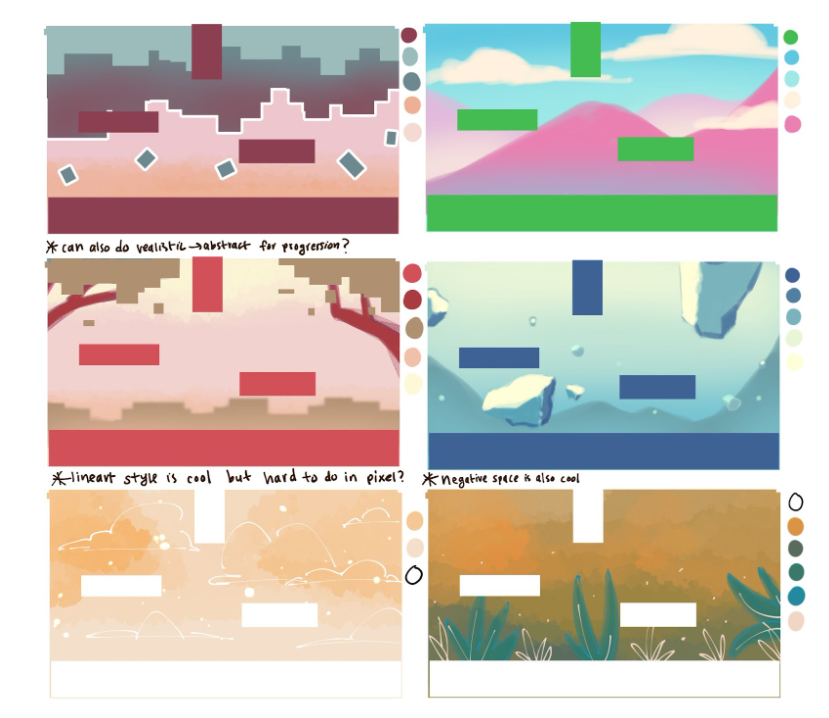 * can also do realistic → abstract for progression?
* lineart style is cool but hard to do in pixel?
* negative space is also cool